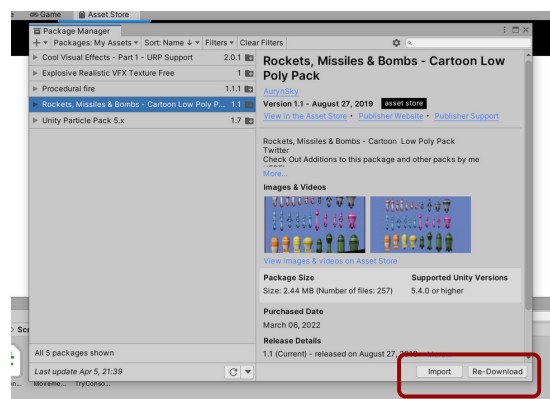 Game
Asset Store
Package Manager
Packages: My Assets
Sort: Name ↓
Filters
Clear Filters
Cool Visual Effects - Part 1 - URP Support 2.0.1
Explosive Realistic VFX Texture Free 1
Procedural fire 1.1.1
Rockets, Missiles & Bombs - Cartoon Low Poly P... 1.1
Unity Particle Pack 5.x 1.7
All 5 packages shown
Last update Apr 5, 21:39
Rockets, Missiles & Bombs - Cartoon Low
Poly Pack
AurynSky
Version 1.1 - August 27, 2019 asset store
View in the Asset Store • Publisher Website • Publisher Support
Rockets, Missiles & Bombs - Cartoon Low Poly Pack
Twitter
Check Out Additions to this package and other packs by me
More...
Images & Videos
View images & videos on Asset Store
Package Size
Size: 2.44 MB (Number of files: 257)
Supported Unity Versions
5.4.0 or higher
Purchased Date
March 06, 2022
Release Details
1.1 (Current) - released on August 27,
Import
Re-Download
Moveme...
TryConso...